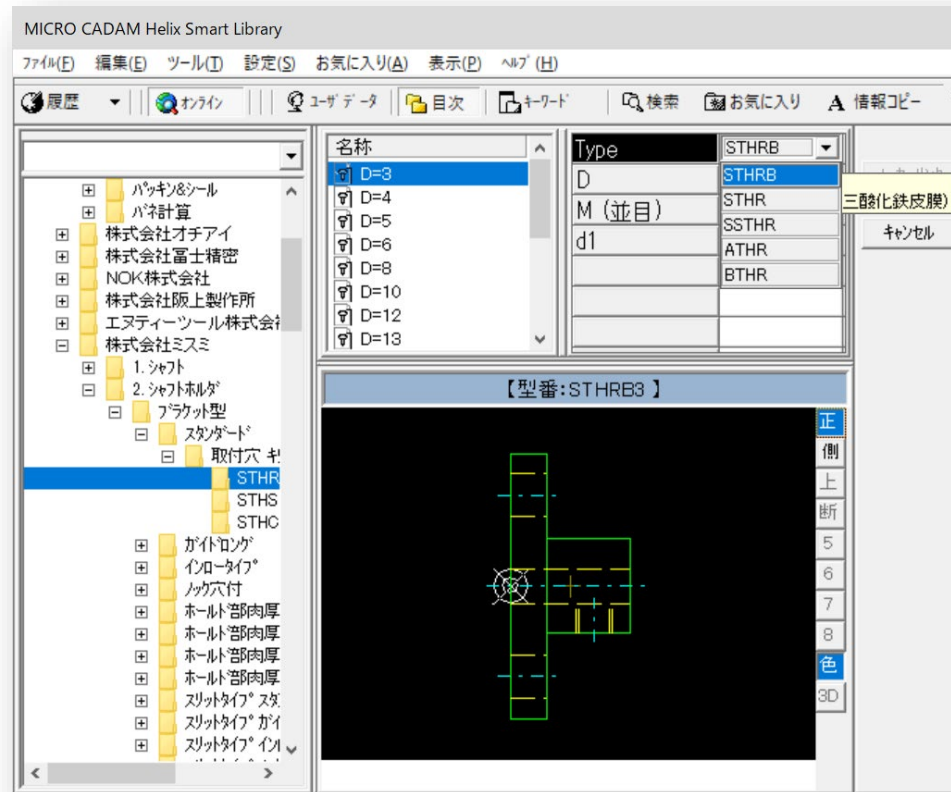 MICRO CADAM Helix Smart Library
ファイル(F) 編集(E) ツール(T) 設定(S) お気に入り(A) 表示(P) ヘルプ(H)
履歴 オンライン ユーザデータ 目次 キーワード 検索 お気に入り 情報コピー
パッキン&シール
バネ計算
株式会社オチアイ
株式会社冨士精密
NOK株式会社
株式会社阪上製作所
エヌティーツール株式会社
株式会社ミスミ
1. シャフト
2. シャフトホルダ
ブラケット型
スタンダード
取付穴 キ
STHR
STHS
STHC
ガイドロング
インロータイプ
ノック穴付
ホールド部肉厚
ホールド部肉厚
ホールド部肉厚
ホールド部肉厚
スリットタイプ スタ
スリットタイプ ガイ
スリットタイプ イン
名称
D=3
D=4
D=5
D=6
D=8
D=10
D=12
D=13
Type STHRB
D
M (並目)
d1
STHRB
STHR
SSTHR
ATHR
BTHR
三酸化鉄皮膜)
キャンセル
【型番:STHRB3 】
正
側
上
断
5
6
7
8
色
3D